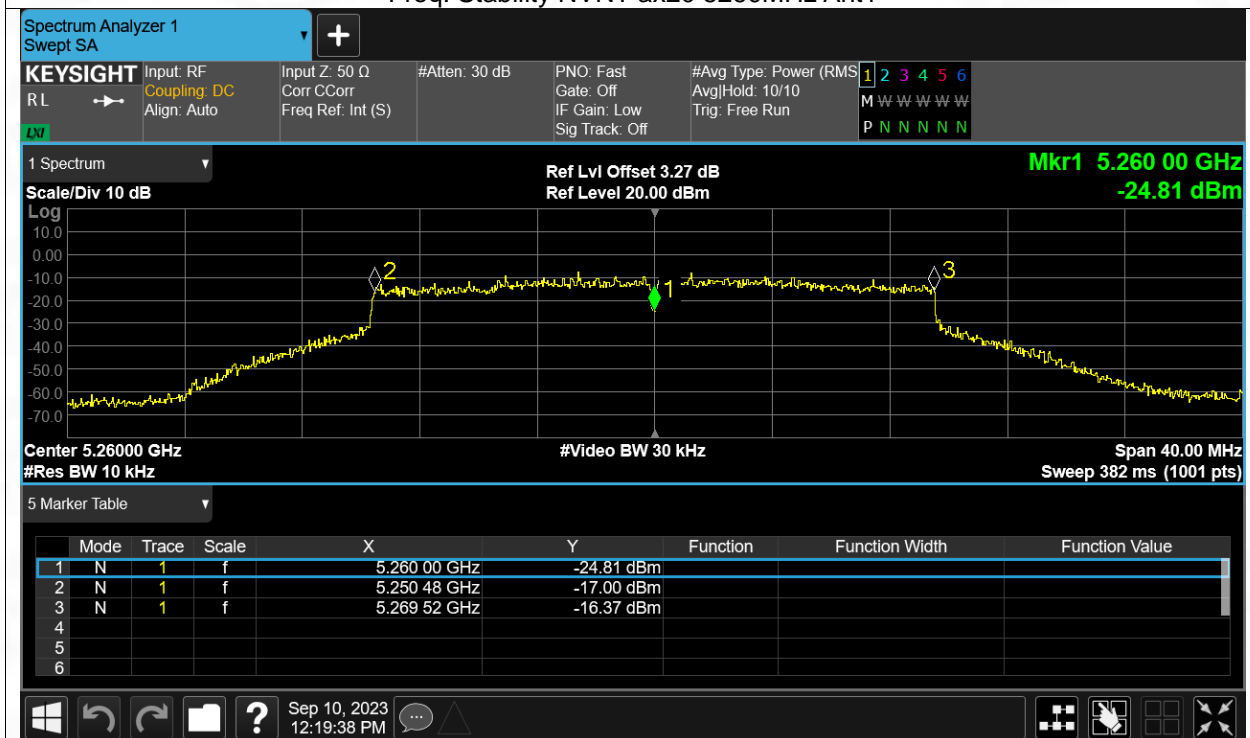 Spectrum Analyzer 1
Swept SA
+
KEYSIGHT Input: RF Input Z: 50 Ω #Atten: 30 dB PNO: Fast #Avg Type: Power (RMS 1 2 3 4 5 6
RL Coupling: DC Corr CCorr Gate: Off Avg|Hold: 10/10 M W W W W W
Align: Auto Freq Ref: Int (S) IF Gain: Low Trig: Free Run
LXI Sig Track: Off P N N N N N
1 Spectrum Ref Lvl Offset 3.27 dB Mkr1 5.260 00 GHz
Scale/Div 10 dB Ref Level 20.00 dBm -24.81 dBm
Log
10.0
0.00
-10.0
2
3
1
-20.0
-30.0
-40.0
-50.0
-60.0
-70.0
Center 5.26000 GHz #Video BW 30 kHz Span 40.00 MHz
#Res BW 10 kHz Sweep 382 ms (1001 pts)
5 Marker Table
Mode Trace Scale X Y Function Function Width Function Value
1 N 1 f 5.260 00 GHz -24.81 dBm
2 N 1 f 5.250 48 GHz -17.00 dBm
3 N 1 f 5.269 52 GHz -16.37 dBm
4
5
6
? Sep 10, 2023
12:19:38 PM